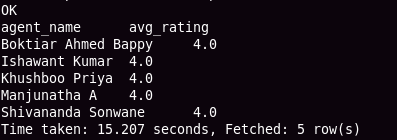 OK
agent_name	avg_rating
Boktiar Ahmed Bappy	4.0
Ishawant Kumar	4.0
Khushboo Priya	4.0
Manjunatha A	4.0
Shivananda Sonwane	4.0
Time taken: 15.207 seconds, Fetched: 5 row(s)